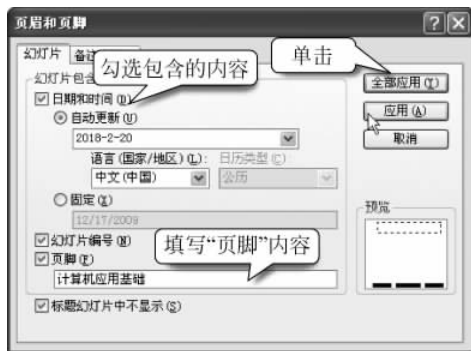 页眉和页脚
幻灯片 备注
勾选包含的内容
单击
幻灯片包含
日期和时间(D)
自动更新(U)
2018-2-20
语言(国家/地区)(L): 日历类型(C):
中文(中国) 公历
固定(X)
12/17/2009
幻灯片编号(N)
页脚(F)
填写“页脚”内容
计算机应用基础
标题幻灯片中不显示(S)
全部应用(Y)
应用(A)
取消
预览